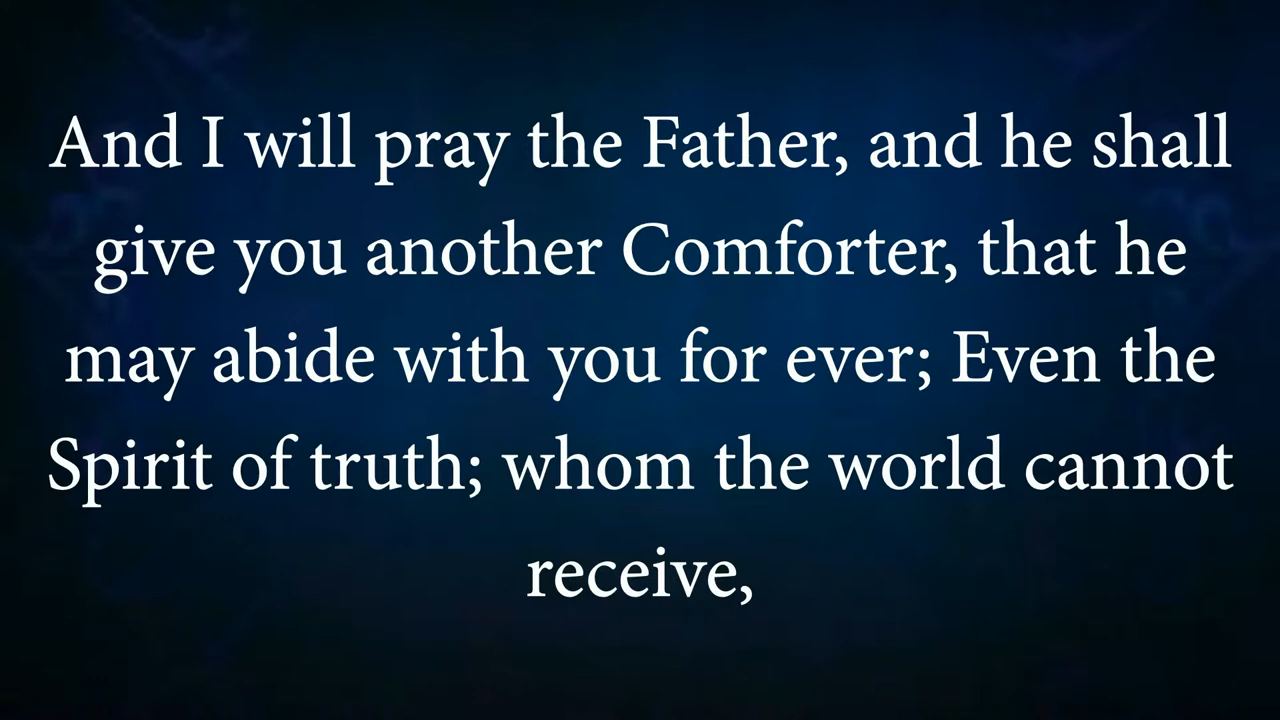 And I will pray the Father, and he shall
give you another Comforter, that he
may abide with you for ever; Even the
Spirit of truth; whom the world cannot
receive,